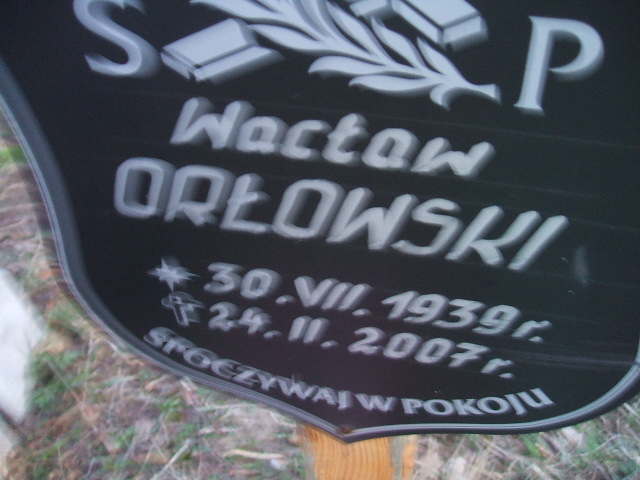 S P
Wacław
ORŁOWSKI
30.VII.1939r.
24.II.2007r.
SPOCZYWAJ W POKOJU